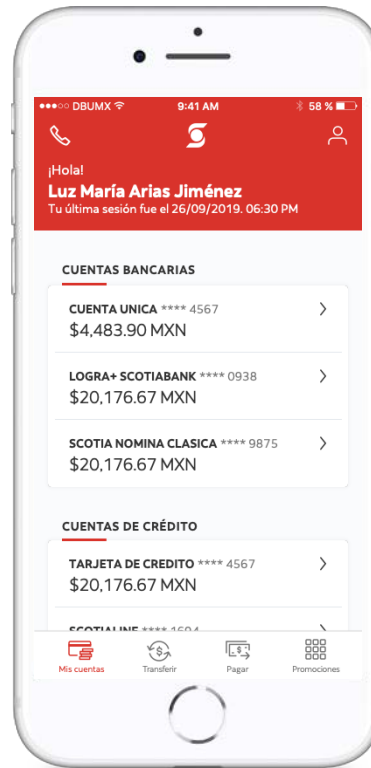 DBUMX 9:41 AM 58 %
¡Hola!
Luz María Arias Jiménez
Tu última sesión fue el 26/09/2019. 06:30 PM
CUENTAS BANCARIAS
CUENTA UNICA **** 4567
$4,483.90 MXN
LOGRA+ SCOTIABANK **** 0938
$20,176.67 MXN
SCOTIA NOMINA CLASICA **** 9875
$20,176.67 MXN
CUENTAS DE CRÉDITO
TARJETA DE CREDITO **** 4567
$20,176.67 MXN
SCOTIALINE **** 1604
Mis cuentas Transferir Pagar Promociones